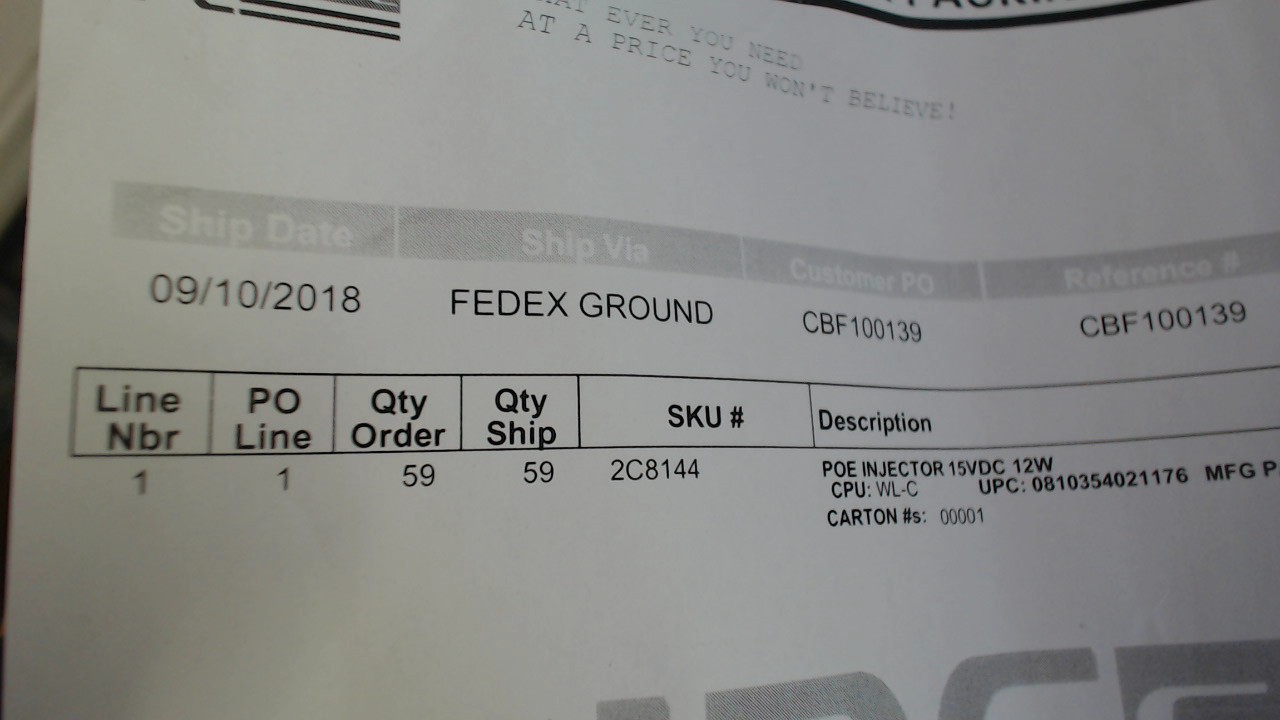 EVER YOU NEED
AT A PRICE YOU WON'T BELIEVE!
Ship Date Ship Via Customer PO Reference #
09/10/2018 FEDEX GROUND CBF100139 CBF100139
Line Nbr PO Line Qty Order Qty Ship SKU # Description
1 1 59 59 2C8144 POE INJECTOR 15VDC 12W
CPU: WL-C UPC: 0810354021176 MFG P
CARTON #s: 00001